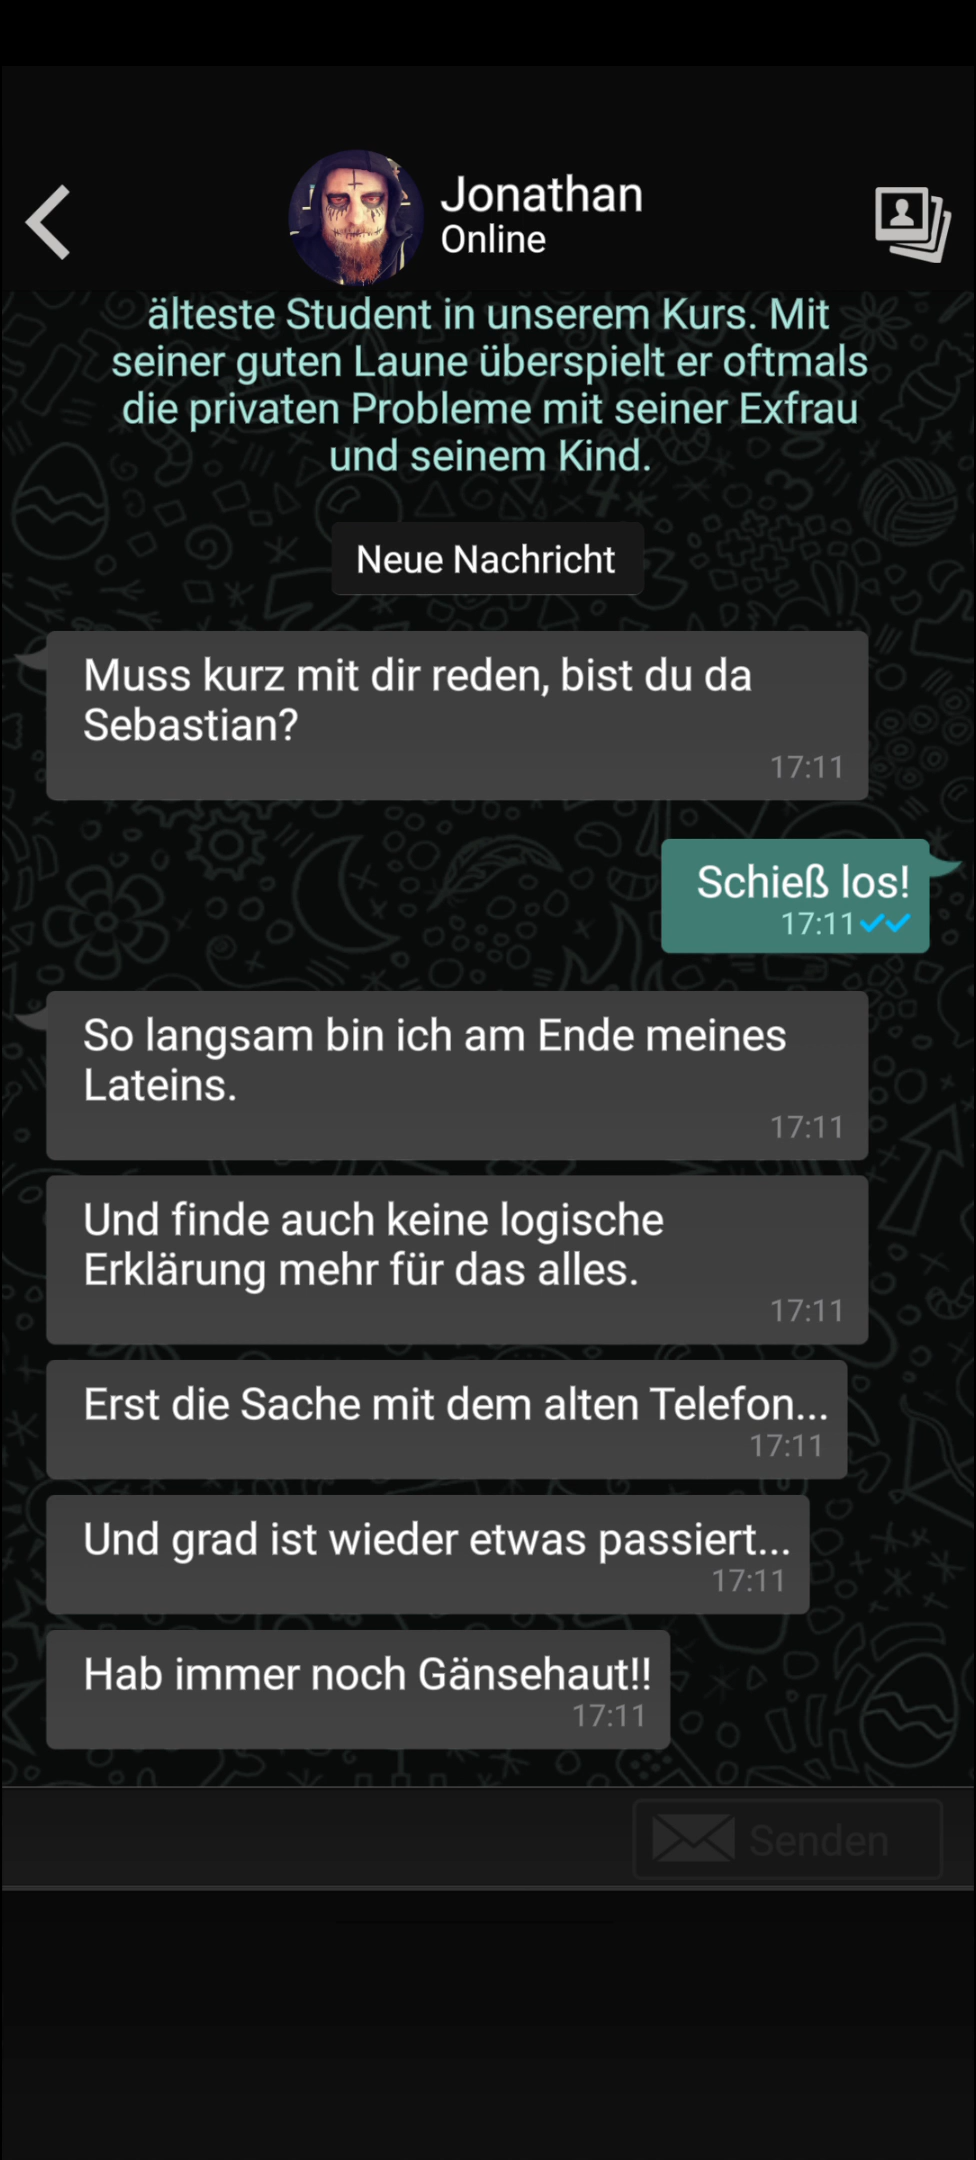 Jonathan
Online
älteste Student in unserem Kurs. Mit
seiner guten Laune überspielt er oftmals
die privaten Probleme mit seiner Exfrau
und seinem Kind.
Neue Nachricht
Muss kurz mit dir reden, bist du da
Sebastian?
17:11
Schieß los!
17:11
So langsam bin ich am Ende meines
Lateins.
17:11
Und finde auch keine logische
Erklärung mehr für das alles.
17:11
Erst die Sache mit dem alten Telefon...
17:11
Und grad ist wieder etwas passiert...
17:11
Hab immer noch Gänsehaut!!
17:11
Senden